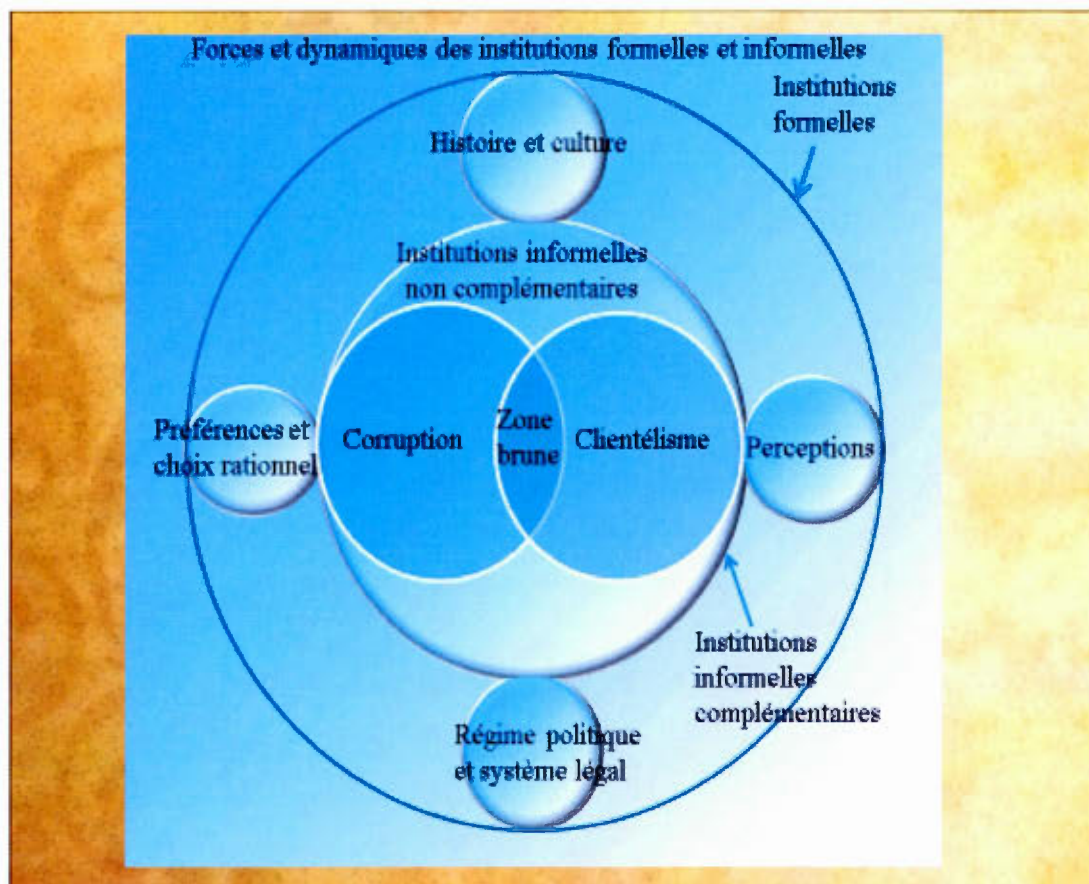 Forces et dynamiques des institutions formelles et informelles
Institutions
formelles
Histoire et culture
Institutions informelles
non complémentaires
Préférences et
choix rationnel
Corruption
Zone
brune
Clientélisme
Perceptions
Institutions
informelles
complémentaires
Régime politique
et système légal